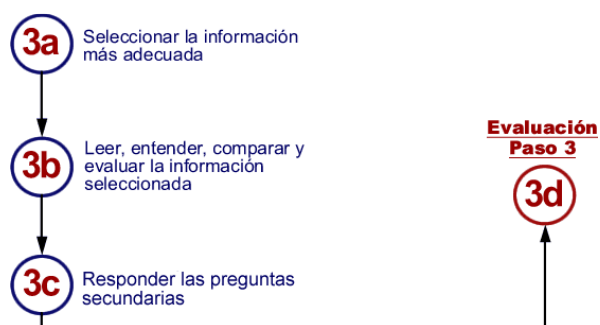 3a
Seleccionar la información
más adecuada
3b
Leer, entender, comparar y
evaluar la información
seleccionada
3c
Responder las preguntas
secundarias
Evaluación
Paso 3
3d